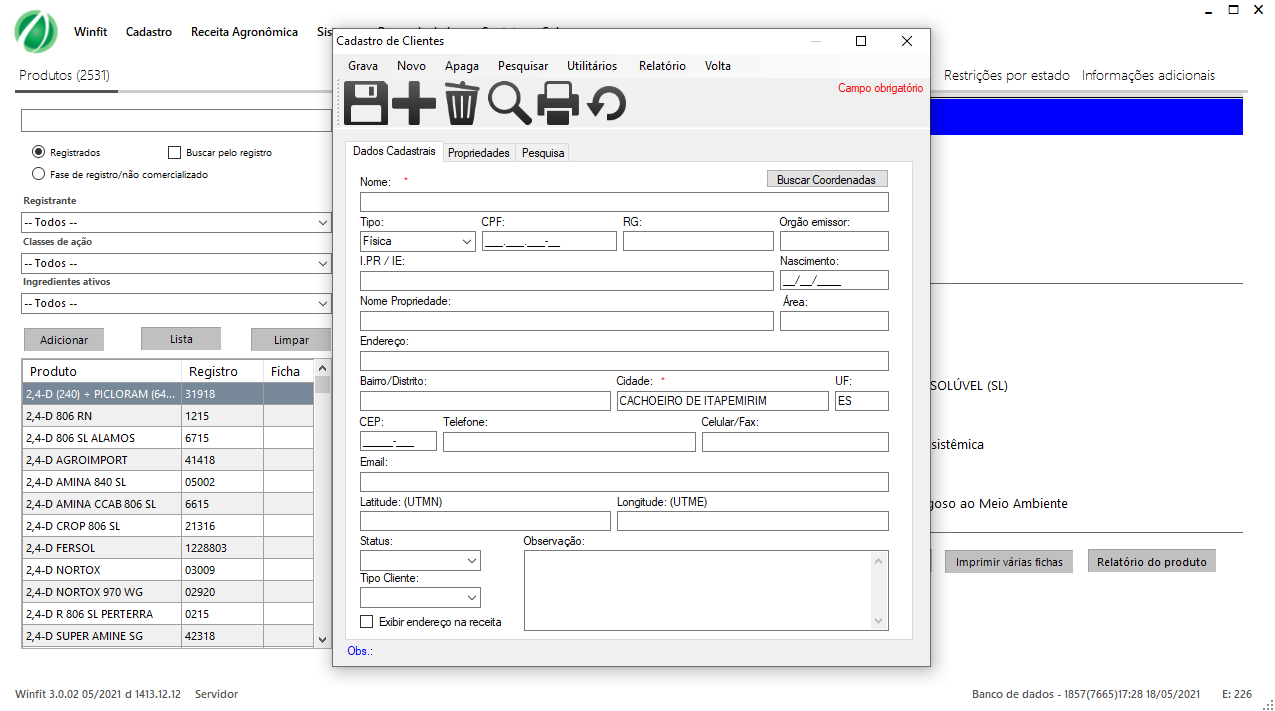 Winfit Cadastro Receita Agronômica
Produtos (2531)
Restrições por estado Informações adicionais
Registrados
Buscar pelo registro
Fase de registro/não comercializado
Registrante
-- Todos --
Classes de ação
-- Todos --
Ingredientes ativos
-- Todos --
Adicionar Lista Limpar
Produto Registro Ficha
2,4-D (240) + PICLORAM (64... 31918
2,4-D 806 RN 1215
2,4-D 806 SL ALAMOS 6715
2,4-D AGROIMPORT 41418
2,4-D AMINA 840 SL 05002
2,4-D AMINA CCAB 806 SL 6615
2,4-D CROP 806 SL 21316
2,4-D FERSOL 1228803
2,4-D NORTOX 03009
2,4-D NORTOX 970 WG 02920
2,4-D R 806 SL PERTERRA 0215
2,4-D SUPER AMINE SG 42318
Cadastro de Clientes
Grava Novo Apaga Pesquisar Utilitários Relatório Volta
Campo obrigatório
Dados Cadastrais Propriedades Pesquisa
Nome: *
Buscar Coordenadas
Tipo: CPF: RG: Orgão emissor:
Física ___.___.___-__
I.PR / IE: Nascimento:
__/__/____
Nome Propriedade: Área:
Endereço:
Bairro/Distrito: Cidade: * UF:
CACHOEIRO DE ITAPEMIRIM ES
CEP: Telefone: Celular/Fax:
_____-___
Email:
Latitude: (UTMN) Longitude: (UTME)
Status: Observação:
Tipo Cliente:
Exibir endereço na receita
Obs.:
SOLÚVEL (SL)
sistêmica
goso ao Meio Ambiente
Imprimir várias fichas Relatório do produto
Winfit 3.0.02 05/2021 d 1413.12.12 Servidor
Banco de dados - 1857(7665)17:28 18/05/2021 E: 226